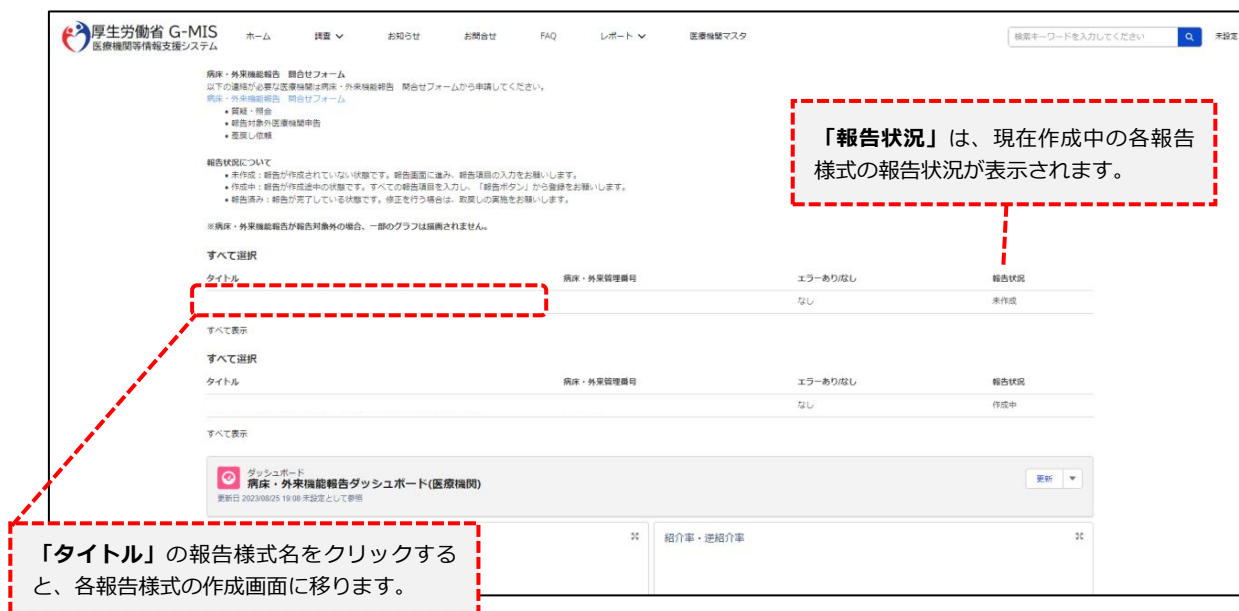 厚生労働省 G-MIS
医療機関等情報支援システム
ホーム 調査 お知らせ お問合せ FAQ レポート 医療機関マスタ
検索キーワードを入力してください
未設定
病床・外来機能報告 問合せフォーム
以下の連絡が必要な医療機関は病床・外来機能報告 問合せフォームから申請してください。
病床・外来機能報告 問合せフォーム
• 質疑・照会
• 報告対象外医療機関申告
• 差戻し依頼
報告状況について
• 未作成：報告が作成されていない状態です。報告画面に進み、報告項目の入力をお願いします。
• 作成中：報告が作成途中の状態です。すべての報告項目を入力し、「報告ボタン」から登録をお願いします。
• 報告済み：報告が完了している状態です。修正を行う場合は、取戻しの実施をお願いします。
※病床・外来機能報告が報告対象外の場合、一部のグラフは描画されません。
「報告状況」は、現在作成中の各報告
様式の報告状況が表示されます。
すべて選択
タイトル 病床・外来管理番号 エラーあり/なし 報告状況
なし 未作成
すべて表示
すべて選択
タイトル 病床・外来管理番号 エラーあり/なし 報告状況
なし 作成中
すべて表示
ダッシュボード
病床・外来機能報告ダッシュボード(医療機関)
更新日 2023/08/25 19:08 未設定として参照
更新
紹介率・逆紹介率
「タイトル」の報告様式名をクリックする
と、各報告様式の作成画面に移ります。